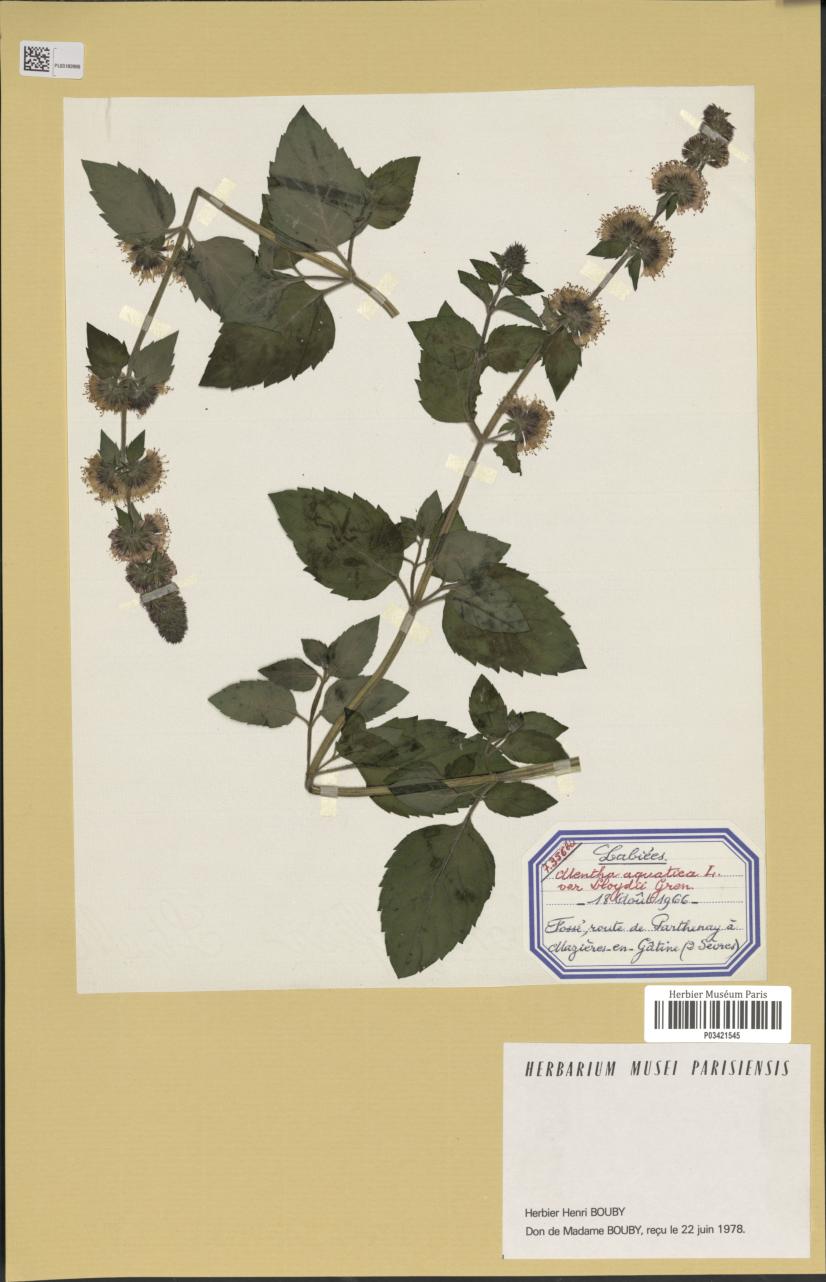 Labiées.
Mentha aquatica L.
var Lloydii Gren.
_ 18 Août 1966 _
Fossé, route de Parthenay à
Mazières-en-Gâtine (2 Sèvres)
Herbier Muséum Paris
P03421545
HERBARIUM MUSEI PARISIENSIS
Herbier Henri BOUBY
Don de Madame BOUBY, reçu le 22 juin 1978.